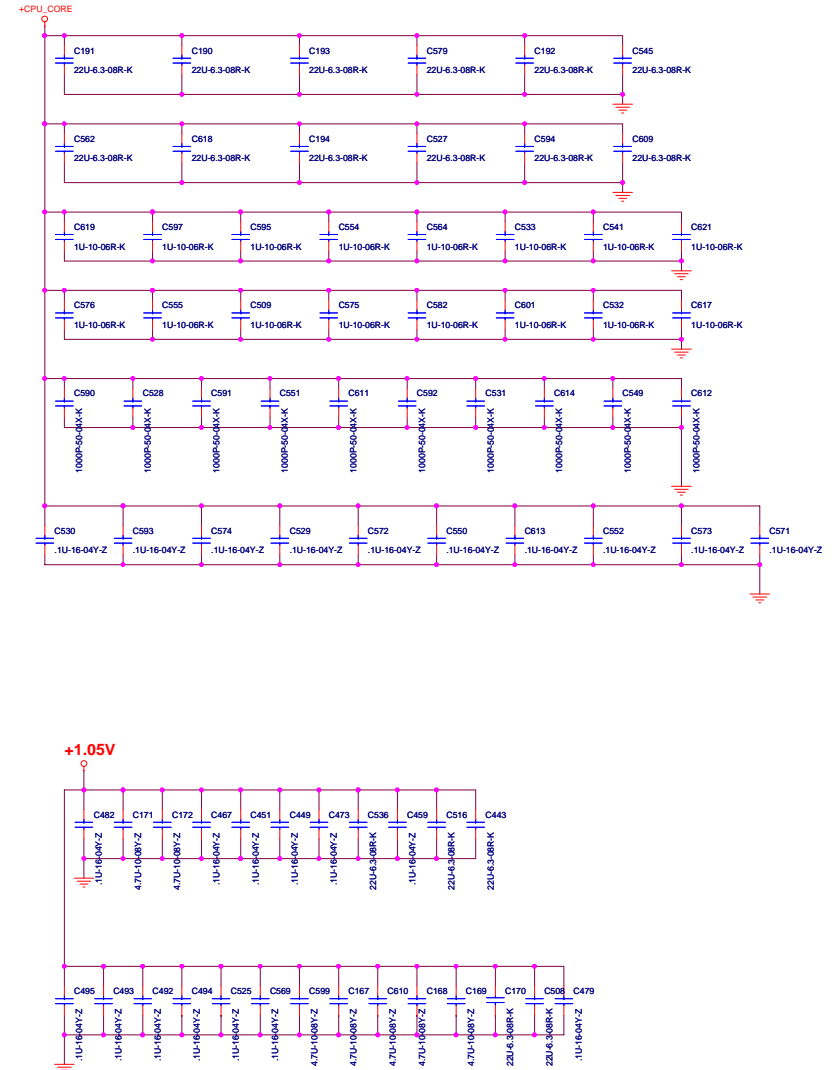 +CPU_CORE
C191 C190 C193 C579 C192 C545
22U-6.3-08R-K 22U-6.3-08R-K 22U-6.3-08R-K 22U-6.3-08R-K 22U-6.3-08R-K 22U-6.3-08R-K
C562 C618 C194 C527 C594 C609
22U-6.3-08R-K 22U-6.3-08R-K 22U-6.3-08R-K 22U-6.3-08R-K 22U-6.3-08R-K 22U-6.3-08R-K
C619 C597 C595 C554 C564 C533 C541 C621
1U-10-06R-K 1U-10-06R-K 1U-10-06R-K 1U-10-06R-K 1U-10-06R-K 1U-10-06R-K 1U-10-06R-K 1U-10-06R-K
C576 C555 C509 C575 C582 C601 C532 C617
1U-10-06R-K 1U-10-06R-K 1U-10-06R-K 1U-10-06R-K 1U-10-06R-K 1U-10-06R-K 1U-10-06R-K 1U-10-06R-K
C590 C528 C591 C551 C611 C592 C531 C614 C549 C612
1000P-50-04X-K 1000P-50-04X-K 1000P-50-04X-K 1000P-50-04X-K 1000P-50-04X-K 1000P-50-04X-K 1000P-50-04X-K 1000P-50-04X-K 1000P-50-04X-K 1000P-50-04X-K
C530 C593 C574 C529 C572 C550 C613 C552 C573 C571
.1U-16-04Y-Z .1U-16-04Y-Z .1U-16-04Y-Z .1U-16-04Y-Z .1U-16-04Y-Z .1U-16-04Y-Z .1U-16-04Y-Z .1U-16-04Y-Z .1U-16-04Y-Z .1U-16-04Y-Z
+1.05V
C482 C171 C172 C467 C451 C449 C473 C536 C459 C516 C443
.1U-16-04Y-Z 4.7U-10-08Y-Z 4.7U-10-08Y-Z .1U-16-04Y-Z .1U-16-04Y-Z .1U-16-04Y-Z .1U-16-04Y-Z 22U-6.3-08R-K .1U-16-04Y-Z 22U-6.3-08R-K 22U-6.3-08R-K
C495 C493 C492 C494 C525 C569 C599 C167 C610 C168 C169 C170 C508 C479
.1U-16-04Y-Z .1U-16-04Y-Z .1U-16-04Y-Z .1U-16-04Y-Z .1U-16-04Y-Z .1U-16-04Y-Z 4.7U-10-08Y-Z 4.7U-10-08Y-Z 4.7U-10-08Y-Z 4.7U-10-08Y-Z 4.7U-10-08Y-Z 22U-6.3-08R-K 22U-6.3-08R-K .1U-16-04Y-Z